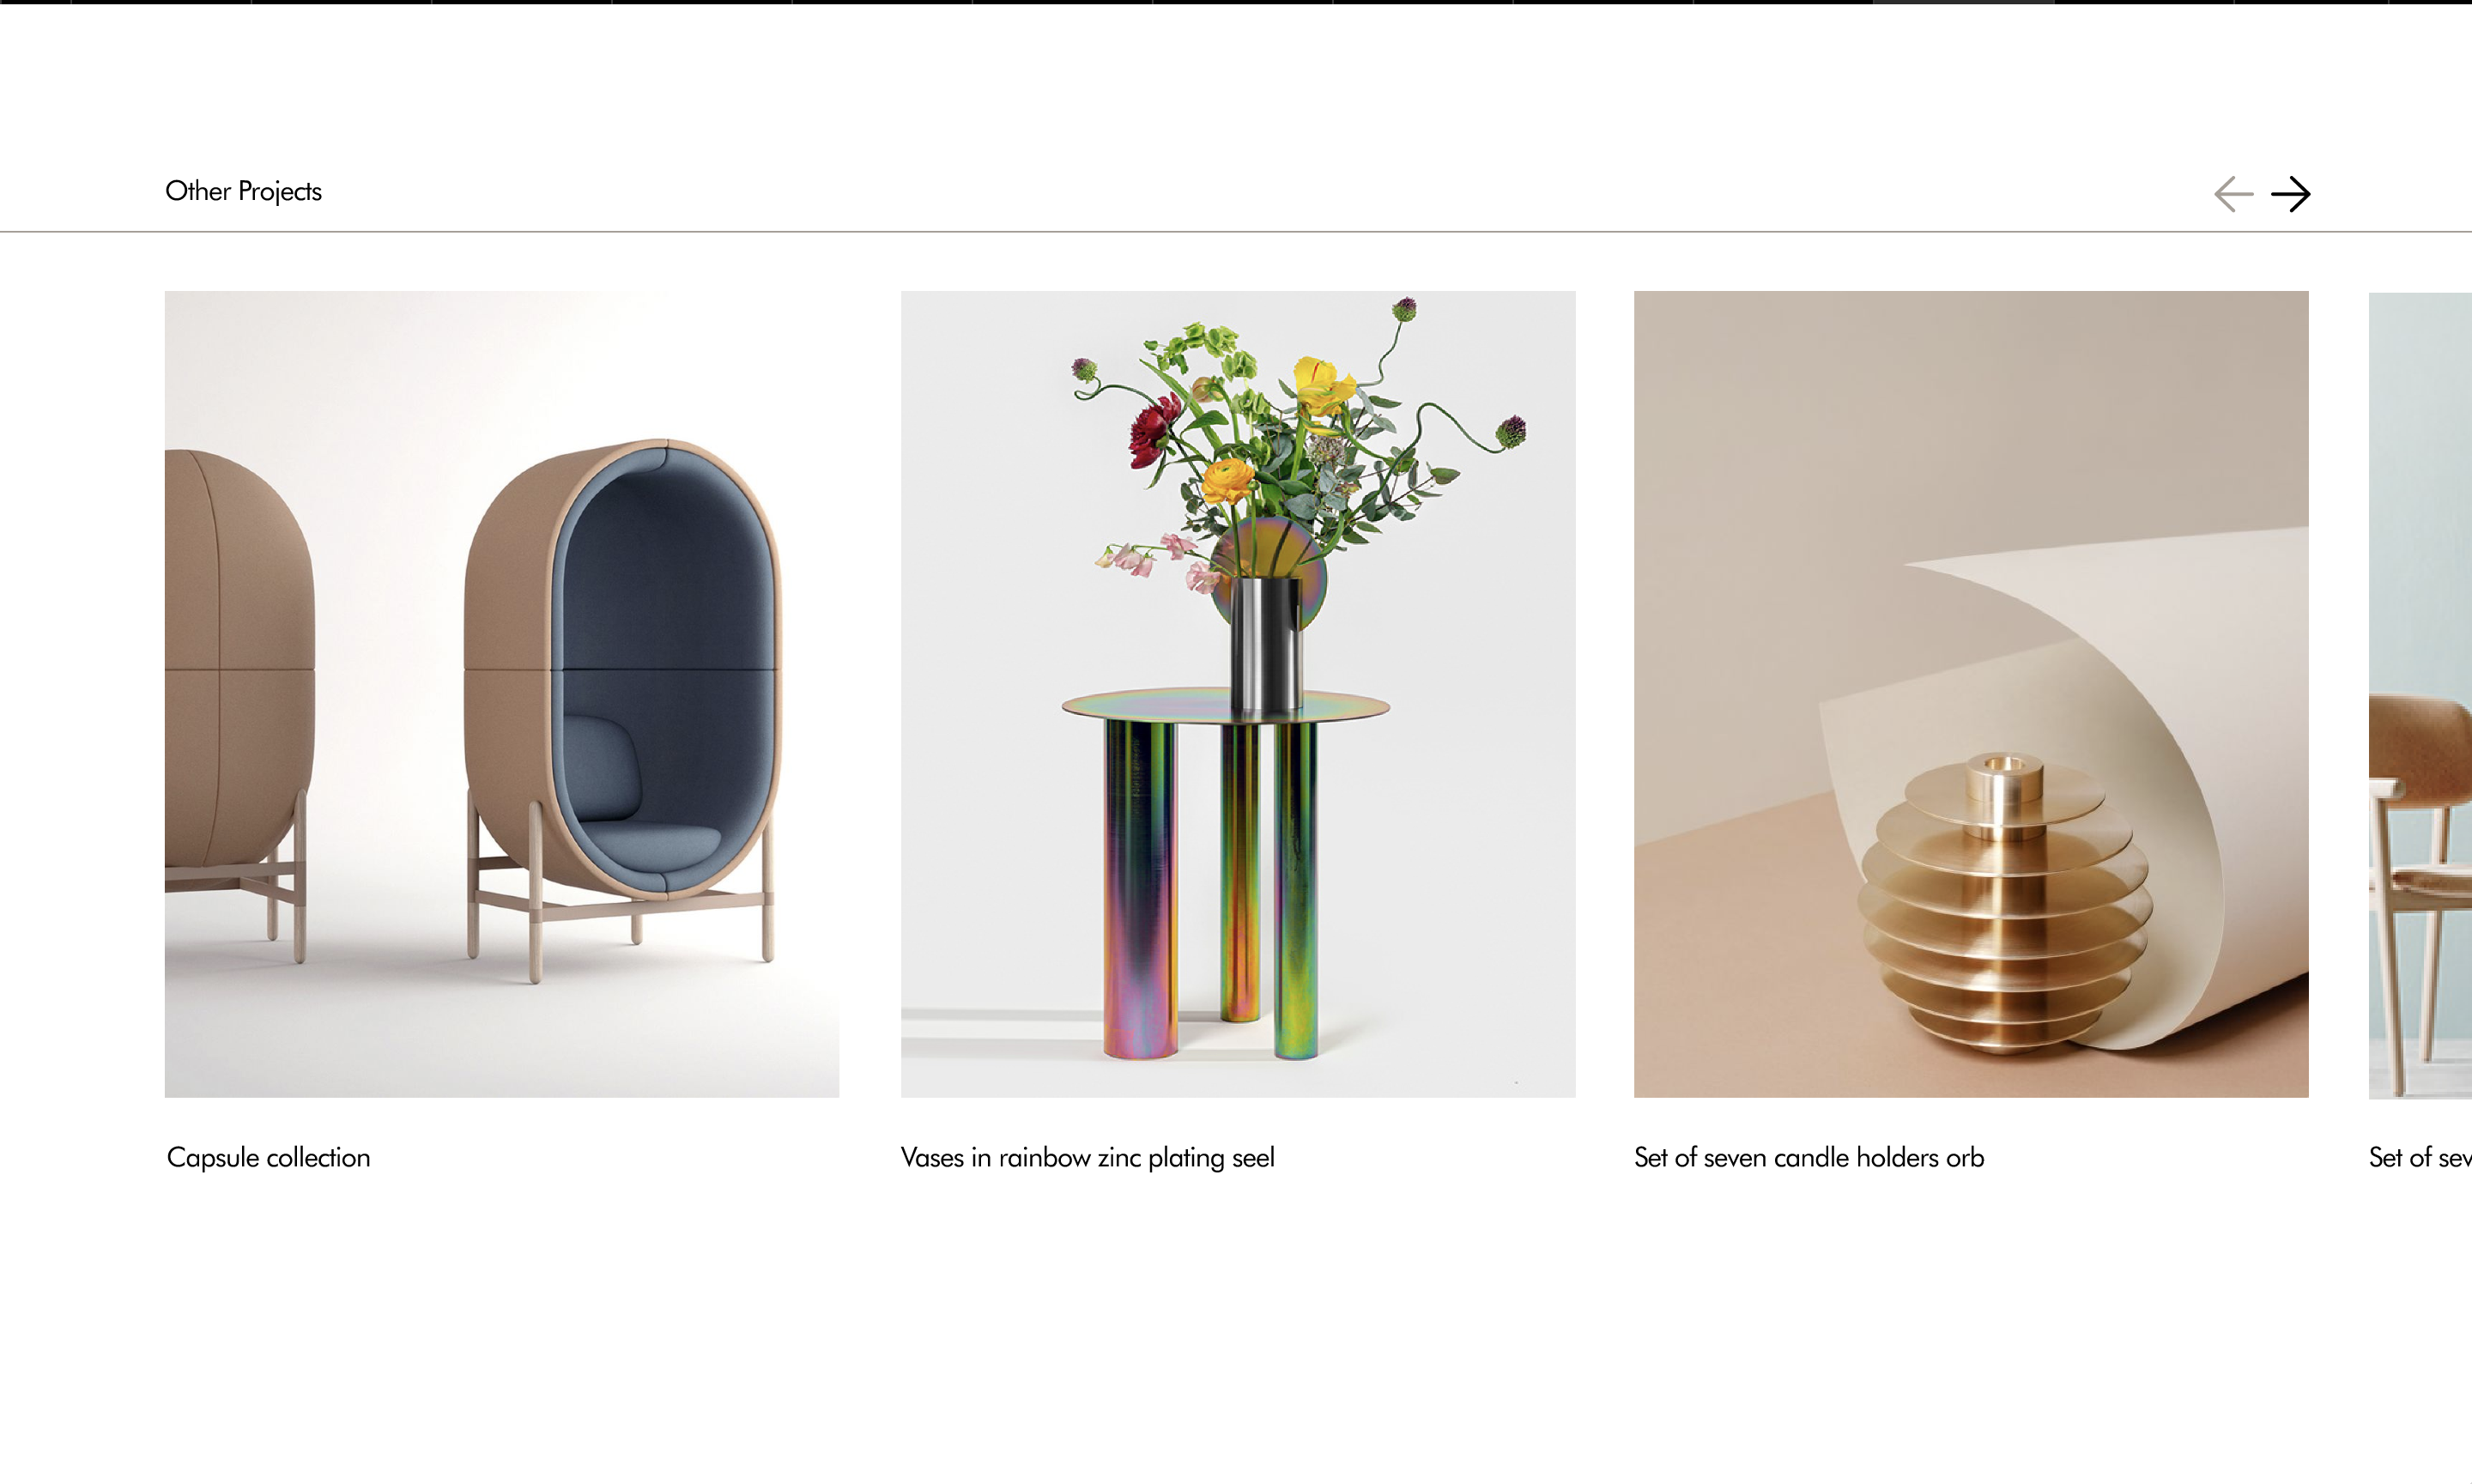 Other Projects
Capsule collection
Vases in rainbow zinc plating seel
Set of seven candle holders orb
Set of sev